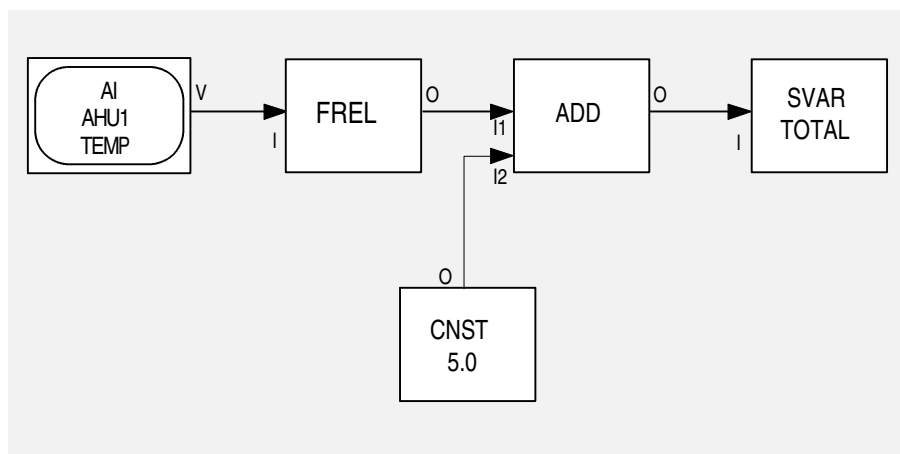 AI
AHU1
TEMP
V
I
FREL
O
I1
I2
ADD
O
I
SVAR
TOTAL
O
CNST
5.0